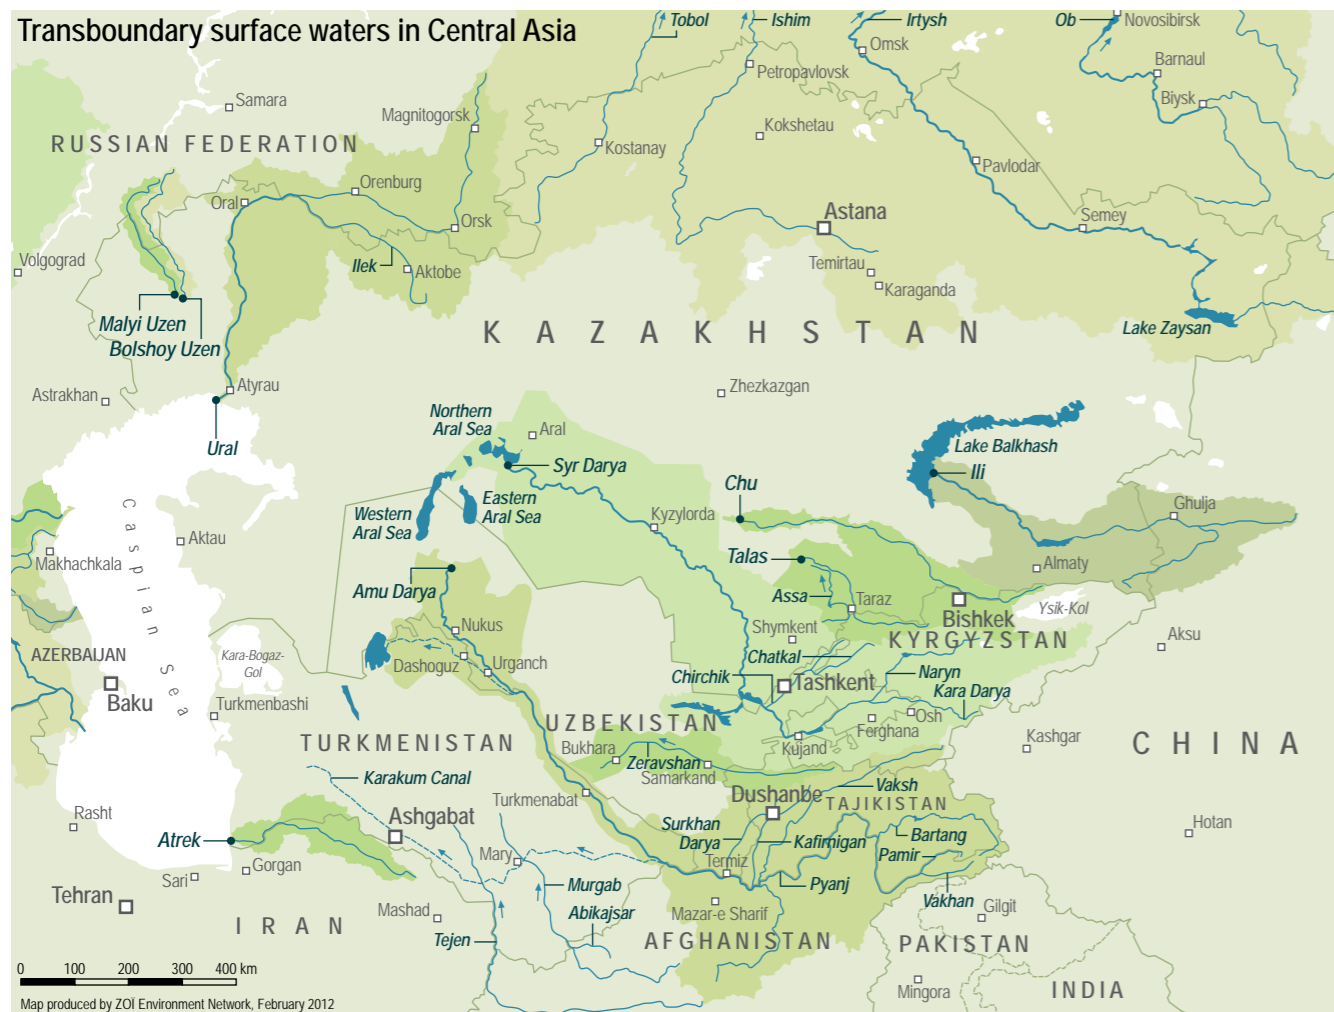 Transboundary surface waters in Central Asia
Tobol
Ishim
Irtysh
Ob
Novosibirsk
Omsk
Petropavlovsk
Barnaul
Biysk
Samara
Magnitogorsk
RUSSIAN FEDERATION
Kokshetau
Kostanay
Pavlodar
Orenburg
Oral
Orsk
Astana
Semey
Volgograd
Ilek
Aktobe
Temirtau
Karaganda
Malyi Uzen
Bolshoy Uzen
KAZAKHSTAN
Lake Zaysan
Astrakhan
Atyrau
Zhezkazgan
Ural
Northern
Aral Sea
Aral
Lake Balkhash
Syr Darya
Ili
Chu
Caspian Sea
Western
Aral Sea
Eastern
Aral Sea
Kyzylorda
Ghulja
Aktau
Makhachkala
Talas
Almaty
Amu Darya
Assa
Taraz
Bishkek
Ysik-Kol
Nukus
Shymkent
KYRGYZSTAN
Aksu
AZERBAIJAN
Kara-Bogaz-
Gol
Dashoguz
Urganch
Chatkal
Chirchik
Tashkent
Naryn
Kara Darya
Baku
Turkmenbashi
UZBEKISTAN
Osh
Ferghana
Kujand
Kashgar
CHINA
TURKMENISTAN
Bukhara
Zeravshan
Samarkand
Karakum Canal
Vaksh
Turkmenabat
Dushanbe
TAJIKISTAN
Rasht
Ashgabat
Surkhan
Darya
Kafirnigan
Bartang
Hotan
Atrek
Gorgan
Mary
Termiz
Pamir
Sari
Murgab
Pyanj
Tehran
Mashad
Abikajsar
Mazar-e Sharif
Vakhan
Gilgit
IRAN
Tejen
AFGHANISTAN
PAKISTAN
0 100 200 300 400 km
Mingora
INDIA
Map produced by ZOÏ Environment Network, February 2012